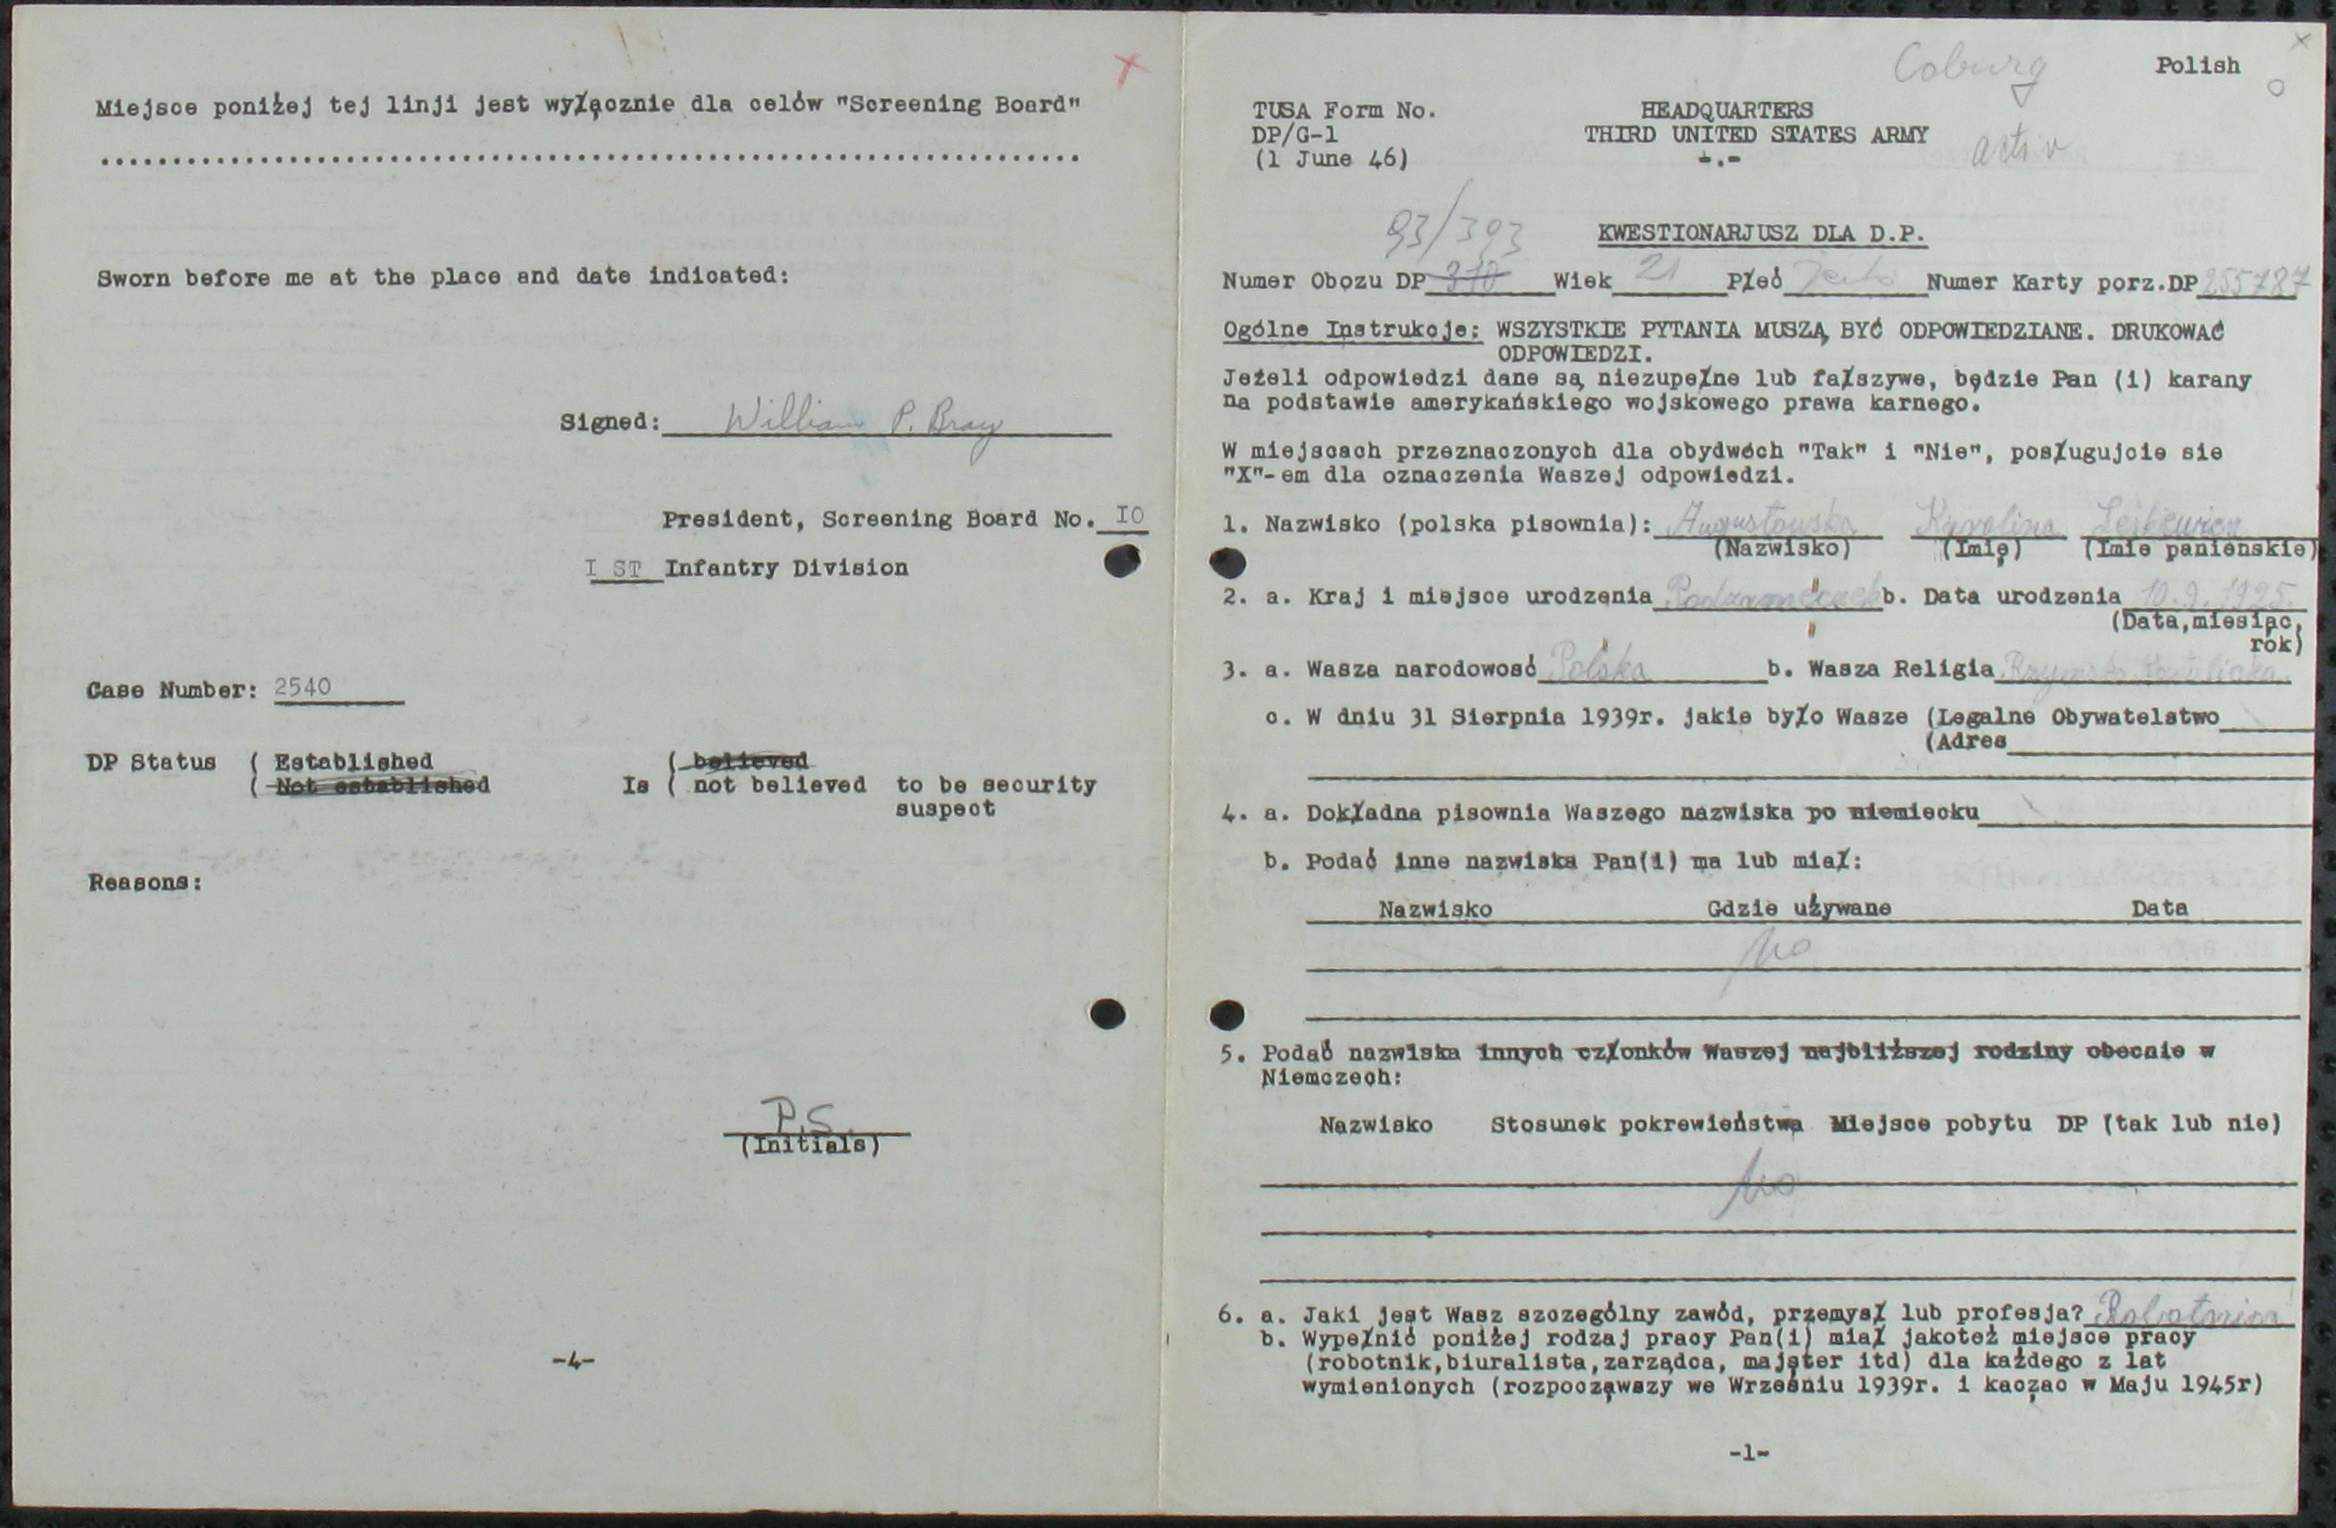 Miejsce poniżej tej linji jest wyłącznie dla celów "Screening Board"
Sworn before me at the place and date indicated:
Signed: William P. Bray
President, Screening Board No. 10
I ST Infantry Division
Case Number: 2540
DP Status ( Established
( Not established
Is ( believed
( not believed to be security
suspect
Reasons:
P.S.
(Initials)
-4-
Coburg
Polish
TUSA Form No.
DP/G-1
(1 June 46)
HEADQUARTERS
THIRD UNITED STATES ARMY
-.-
activ
93/393
KWESTIONARJUSZ DLA D.P.
Numer Obozu DP 310 Wiek 21 Płeć Numer Karty porz.DP 255787
Ogólne Instrukcje: WSZYSTKIE PYTANIA MUSZĄ BYĆ ODPOWIEDZIANE. DRUKOWAĆ
ODPOWIEDZI.
Jeżeli odpowiedzi dane są niezupełne lub fałszywe, będzie Pan (i) karany
na podstawie amerykańskiego wojskowego prawa karnego.
W miejscach przeznaczonych dla obydwóch "Tak" i "Nie", posługujcie sie
"X"-em dla oznaczenia Waszej odpowiedzi.
1. Nazwisko (polska pisownia): Augustowska Karolina
(Nazwisko) (Imię) (Imie panienskie)
2. a. Kraj i miejsce urodzenia b. Data urodzenia 10.9.1925
(Data,miesiąc,
rok)
3. a. Wasza narodowość Polska b. Wasza Religia Rzymsko Katolicka
c. W dniu 31 Sierpnia 1939r. jakie było Wasze (Legalne Obywatelstwo
(Adres
4. a. Dokładna pisownia Waszego nazwiska po niemiecku
b. Podać inne nazwiska Pan(i) ma lub miał:
Nazwisko Gdzie używane Data
no
5. Podać nazwiska innych członków Waszej najbliższej rodziny obecnie w
Niemczech:
Nazwisko Stosunek pokrewieństwa Miejsce pobytu DP (tak lub nie)
no
6. a. Jaki jest Wasz szczególny zawód, przemysł lub profesja? Robotnica
b. Wypełnić poniżej rodzaj pracy Pan(i) miał jakoteż miejsce pracy
(robotnik,biuralista,zarządca, majster itd) dla każdego z lat
wymienionych (rozpocząwszy we Wrześniu 1939r. i kącząc w Maju 1945r)
-1-